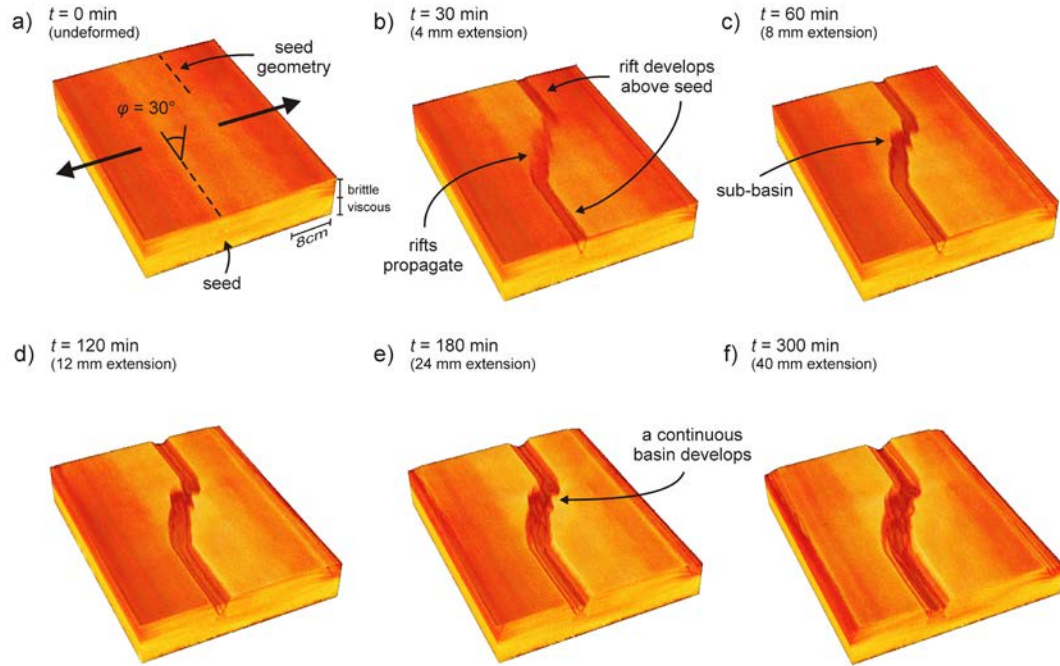 a) t = 0 min
(undeformed)
seed
geometry
φ = 30°
brittle
viscous
8cm
seed
b) t = 30 min
(4 mm extension)
rift develops
above seed
rifts
propagate
c) t = 60 min
(8 mm extension)
sub-basin
d) t = 120 min
(12 mm extension)
e) t = 180 min
(24 mm extension)
a continuous
basin develops
f) t = 300 min
(40 mm extension)